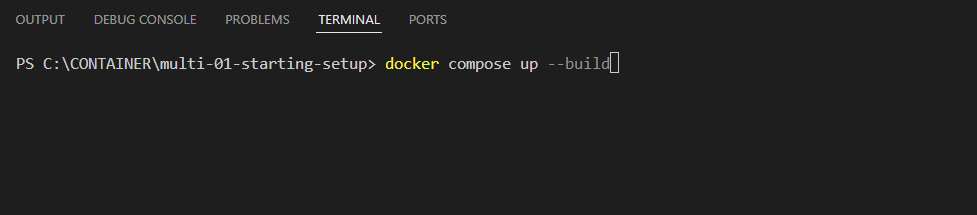 OUTPUT DEBUG CONSOLE PROBLEMS TERMINAL PORTS
PS C:\CONTAINER\multi-01-starting-setup> docker compose up --build